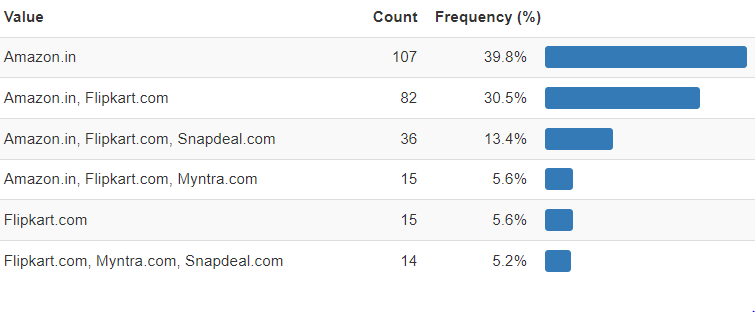 Value Count Frequency (%)
Amazon.in 107 39.8%
Amazon.in, Flipkart.com 82 30.5%
Amazon.in, Flipkart.com, Snapdeal.com 36 13.4%
Amazon.in, Flipkart.com, Myntra.com 15 5.6%
Flipkart.com 15 5.6%
Flipkart.com, Myntra.com, Snapdeal.com 14 5.2%